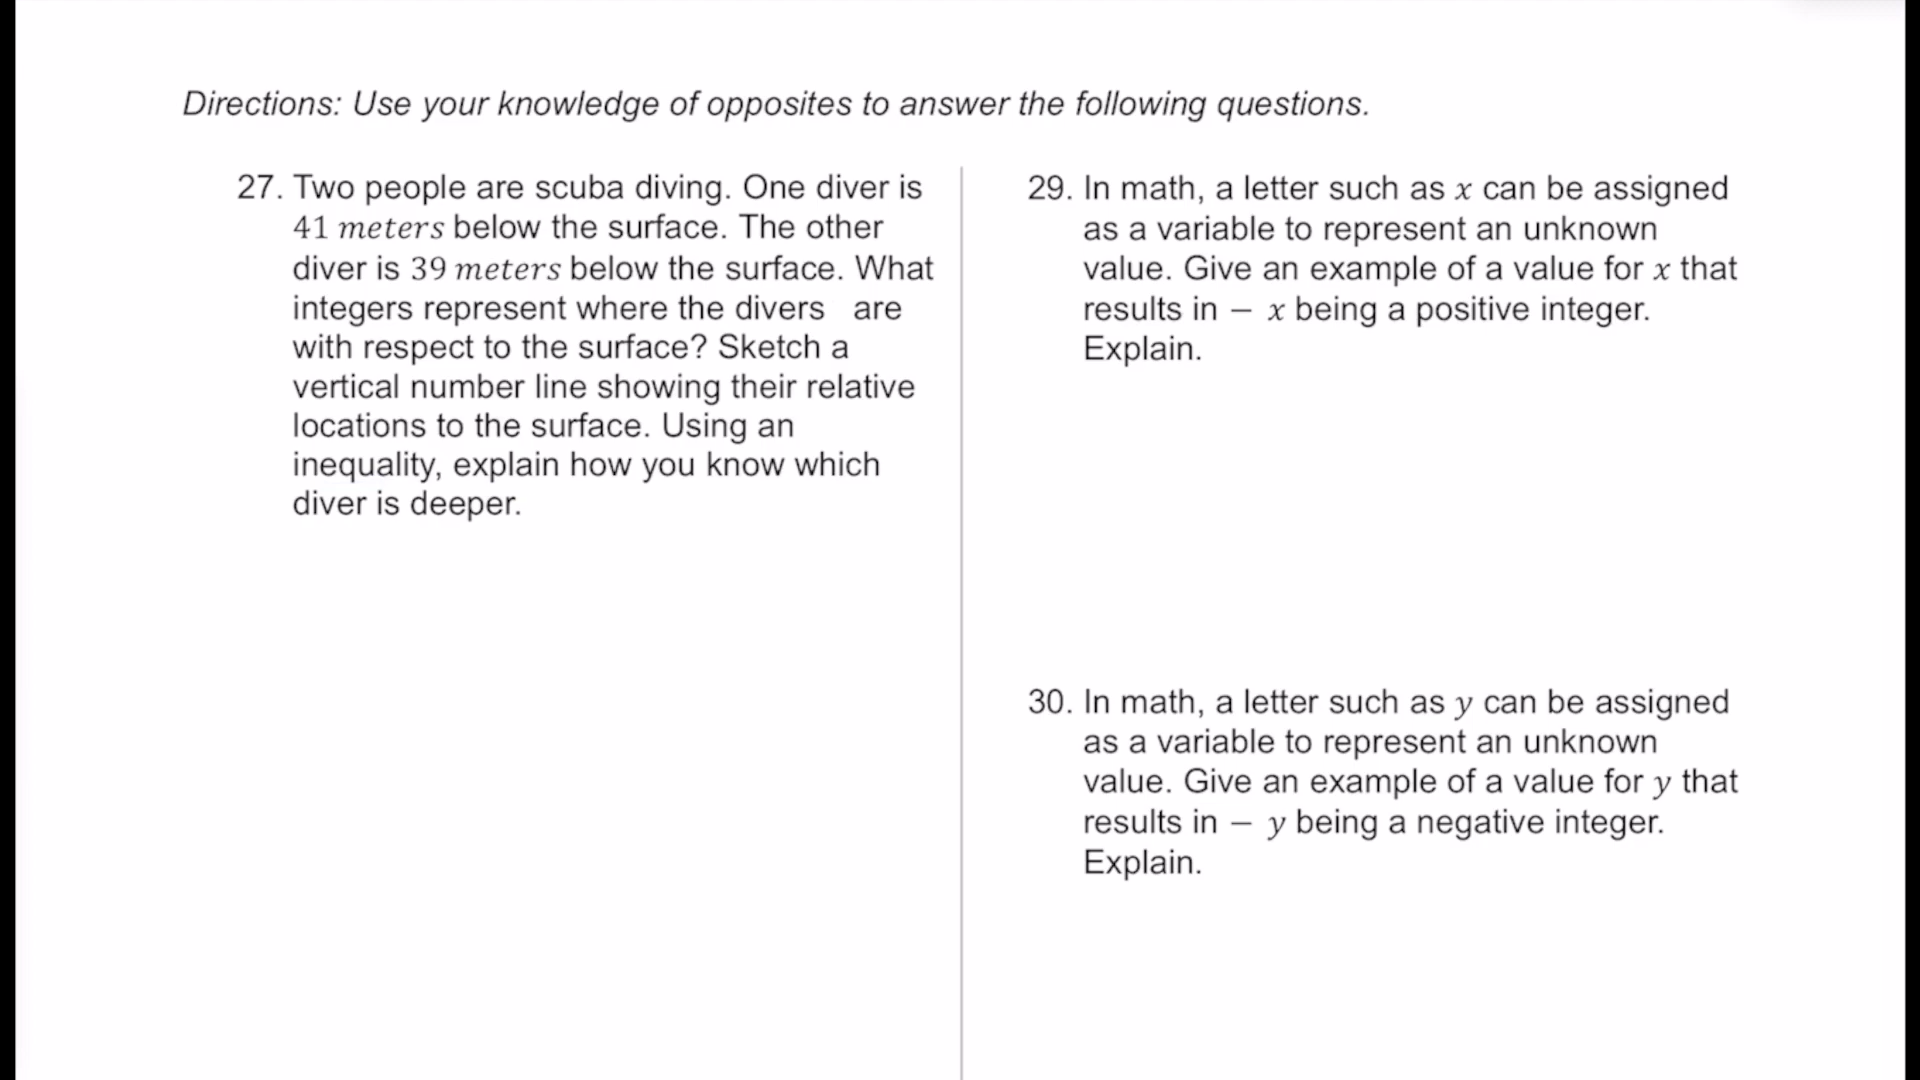 Directions: Use your knowledge of opposites to answer the following questions.
27. Two people are scuba diving. One diver is
41 meters below the surface. The other
diver is 39 meters below the surface. What
integers represent where the divers are
with respect to the surface? Sketch a
vertical number line showing their relative
locations to the surface. Using an
inequality, explain how you know which
diver is deeper.
29. In math, a letter such as x can be assigned
as a variable to represent an unknown
value. Give an example of a value for x that
results in − x being a positive integer.
Explain.
30. In math, a letter such as y can be assigned
as a variable to represent an unknown
value. Give an example of a value for y that
results in − y being a negative integer.
Explain.